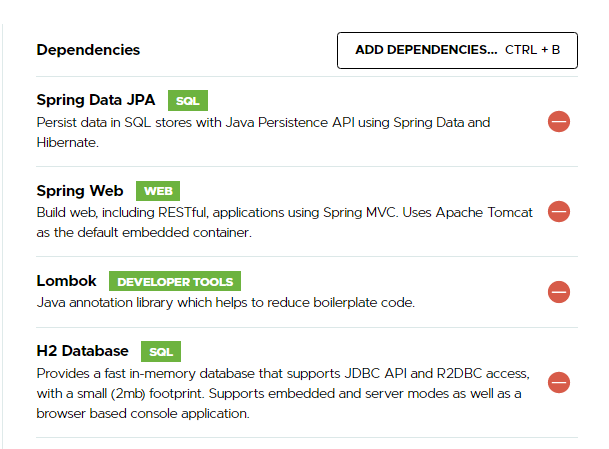 Dependencies
ADD DEPENDENCIES... CTRL + B
Spring Data JPA SQL
Persist data in SQL stores with Java Persistence API using Spring Data and
Hibernate.
Spring Web WEB
Build web, including RESTful, applications using Spring MVC. Uses Apache Tomcat
as the default embedded container.
Lombok DEVELOPER TOOLS
Java annotation library which helps to reduce boilerplate code.
H2 Database SQL
Provides a fast in-memory database that supports JDBC API and R2DBC access,
with a small (2mb) footprint. Supports embedded and server modes as well as a
browser based console application.